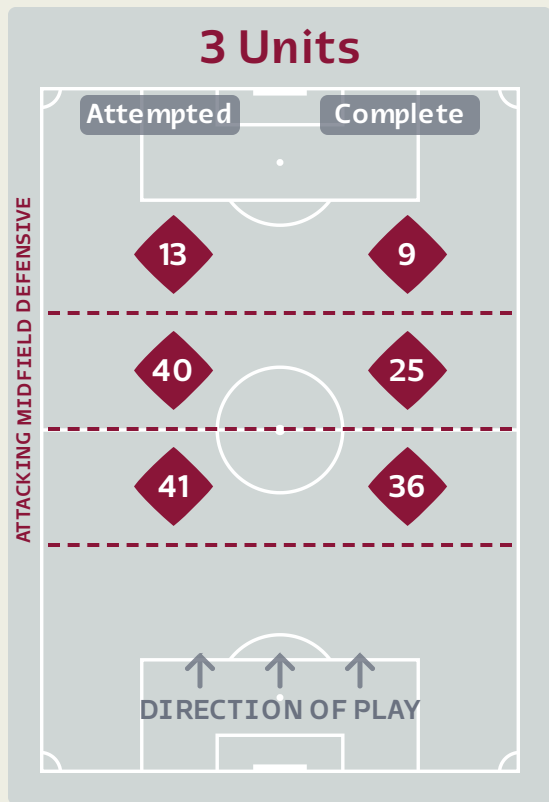 3 Units
Attempted Complete
13 9
40 25
41 36
ATTACKING MIDFIELD DEFENSIVE
DIRECTION OF PLAY